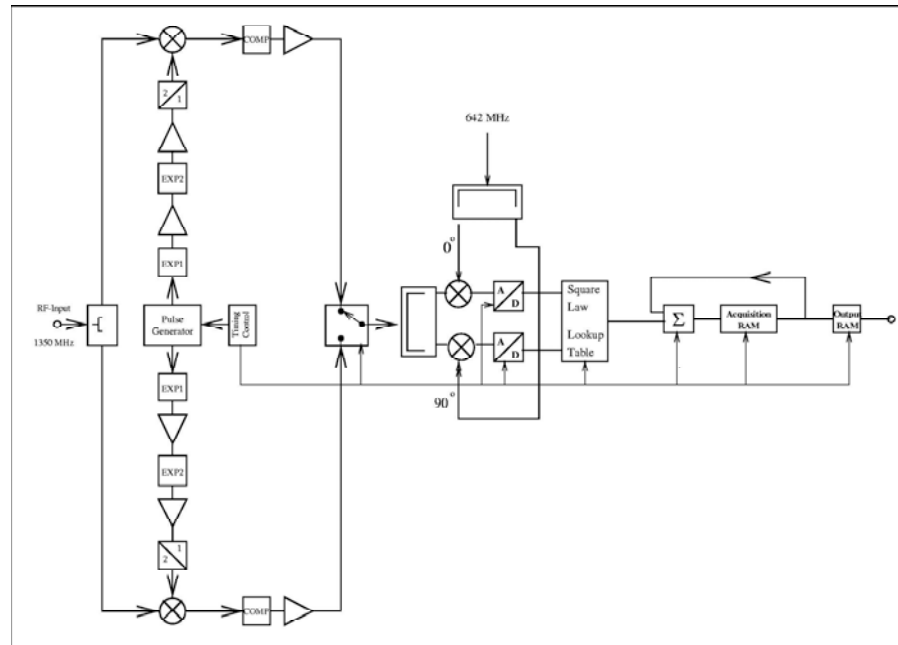 COMP
2 1
EXP2
EXP1
RF-Input
1350 MHz
Pulse
Generator
Timing
Control
EXP1
EXP2
1
2
COMP
642 MHz
0°
90°
A
D
A
D
Square
Law
Lookup
Table
Σ
Acquisition
RAM
Output
RAM